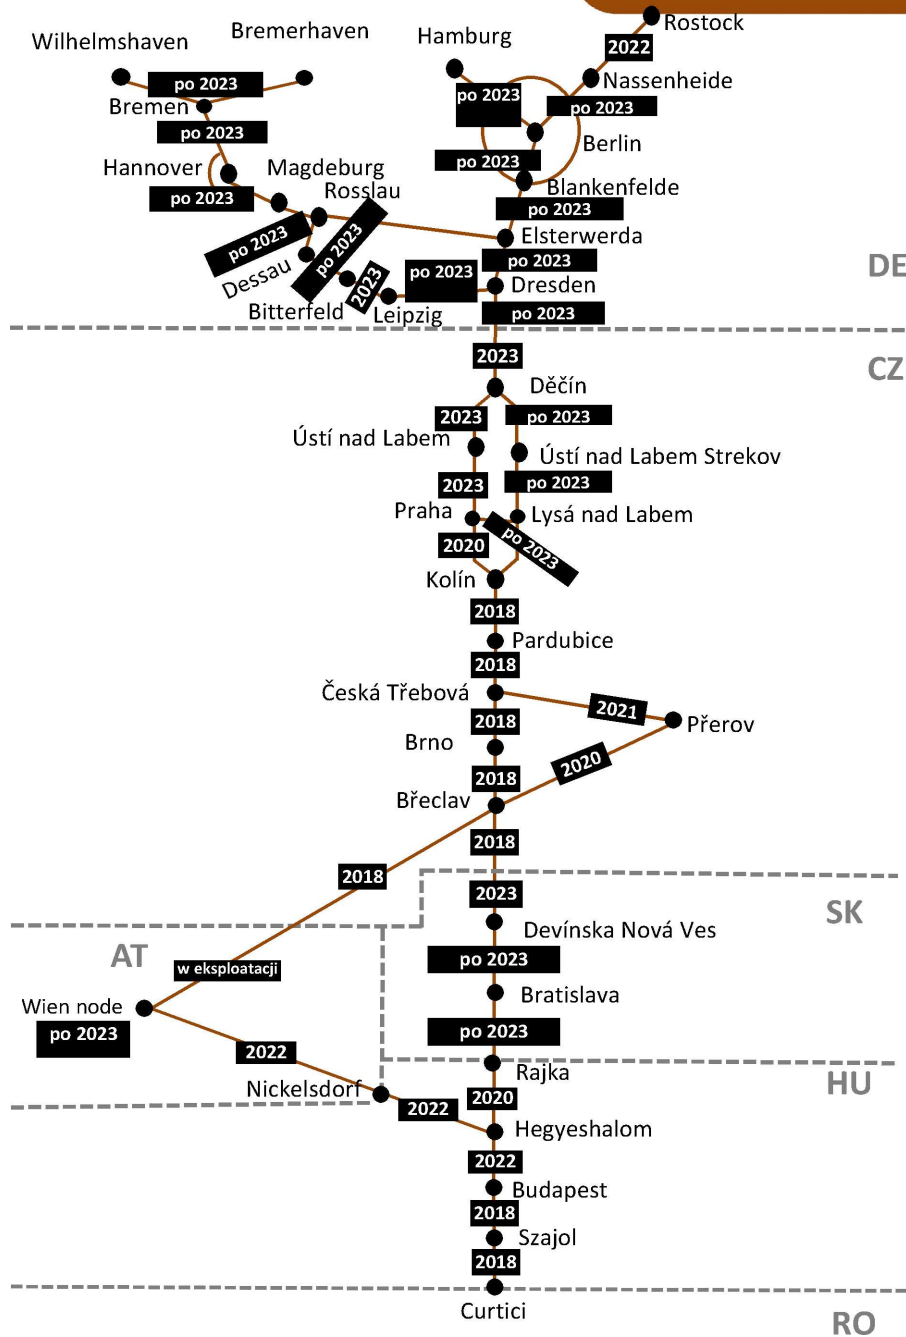 Rostock
Wilhelmshaven
Bremerhaven
Hamburg
2022
Nassenheide
po 2023
po 2023
po 2023
Bremen
po 2023
Berlin
po 2023
Hannover
Magdeburg
Blankenfelde
po 2023
Rosslau
po 2023
Elsterwerda
po 2023
po 2023
po 2023
DE
Dessau
po 2023
Dresden
2023
Bitterfeld
Leipzig
po 2023
2023
CZ
Děčín
2023
po 2023
Ústí nad Labem
Ústí nad Labem Strekov
2023
po 2023
Praha
Lysá nad Labem
2020
po 2023
Kolín
2018
Pardubice
2018
Česká Třebová
2021
2018
Přerov
Brno
2020
2018
Břeclav
2018
2018
2023
SK
Devínska Nová Ves
AT
po 2023
w eksploatacji
Bratislava
Wien node
po 2023
po 2023
2022
Rajka
HU
Nickelsdorf
2020
2022
Hegyeshalom
2022
Budapest
2018
Szajol
2018
Curtici
RO